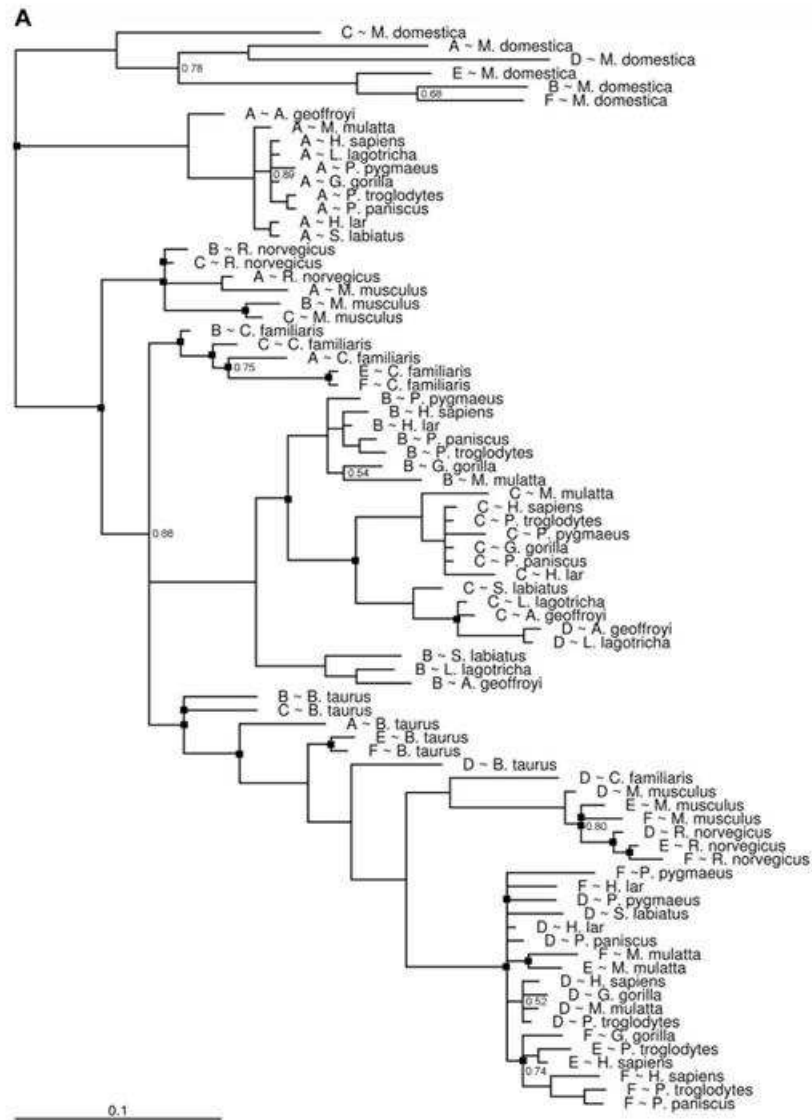 A
C ~ M. domestica
A ~ M. domestica
D ~ M. domestica
0.78
E ~ M. domestica
B ~ M. domestica
0.68
F ~ M. domestica
A ~ A. geoffroyi
A ~ M. mulatta
A ~ H. sapiens
A ~ L. lagotricha
A ~ P. pygmaeus
0.89
A ~ G. gorilla
A ~ P. troglodytes
A ~ P. paniscus
A ~ H. lar
A ~ S. labiatus
B ~ R. norvegicus
C ~ R. norvegicus
A ~ R. norvegicus
A ~ M. musculus
B ~ M. musculus
C ~ M. musculus
B ~ C. familiaris
C ~ C. familiaris
A ~ C. familiaris
0.75
E ~ C. familiaris
F ~ C. familiaris
B ~ P. pygmaeus
B ~ H. sapiens
B ~ H. lar
B ~ P. paniscus
B ~ P. troglodytes
B ~ G. gorilla
0.54
B ~ M. mulatta
C ~ M. mulatta
C ~ H. sapiens
C ~ P. troglodytes
C ~ P. pygmaeus
0.88
C ~ G. gorilla
C ~ P. paniscus
C ~ H. lar
C ~ S. labiatus
C ~ L. lagotricha
C ~ A. geoffroyi
D ~ A. geoffroyi
D ~ L. lagotricha
B ~ S. labiatus
B ~ L. lagotricha
B ~ A. geoffroyi
B ~ B. taurus
C ~ B. taurus
A ~ B. taurus
E ~ B. taurus
F ~ B. taurus
D ~ B. taurus
D ~ C. familiaris
D ~ M. musculus
E ~ M. musculus
F ~ M. musculus
0.80
D ~ R. norvegicus
E ~ R. norvegicus
F ~ R. norvegicus
F ~P. pygmaeus
F ~ H. lar
D ~ P. pygmaeus
D ~ S. labiatus
D ~ H. lar
D ~ P. paniscus
F ~ M. mulatta
E ~ M. mulatta
D ~ H. sapiens
D ~ G. gorilla
0.52
D ~ M. mulatta
D ~ P. troglodytes
F ~ G. gorilla
E ~ P. troglodytes
E ~ H. sapiens
0.74
F ~ H. sapiens
F ~ P. troglodytes
F ~ P. paniscus
0.1